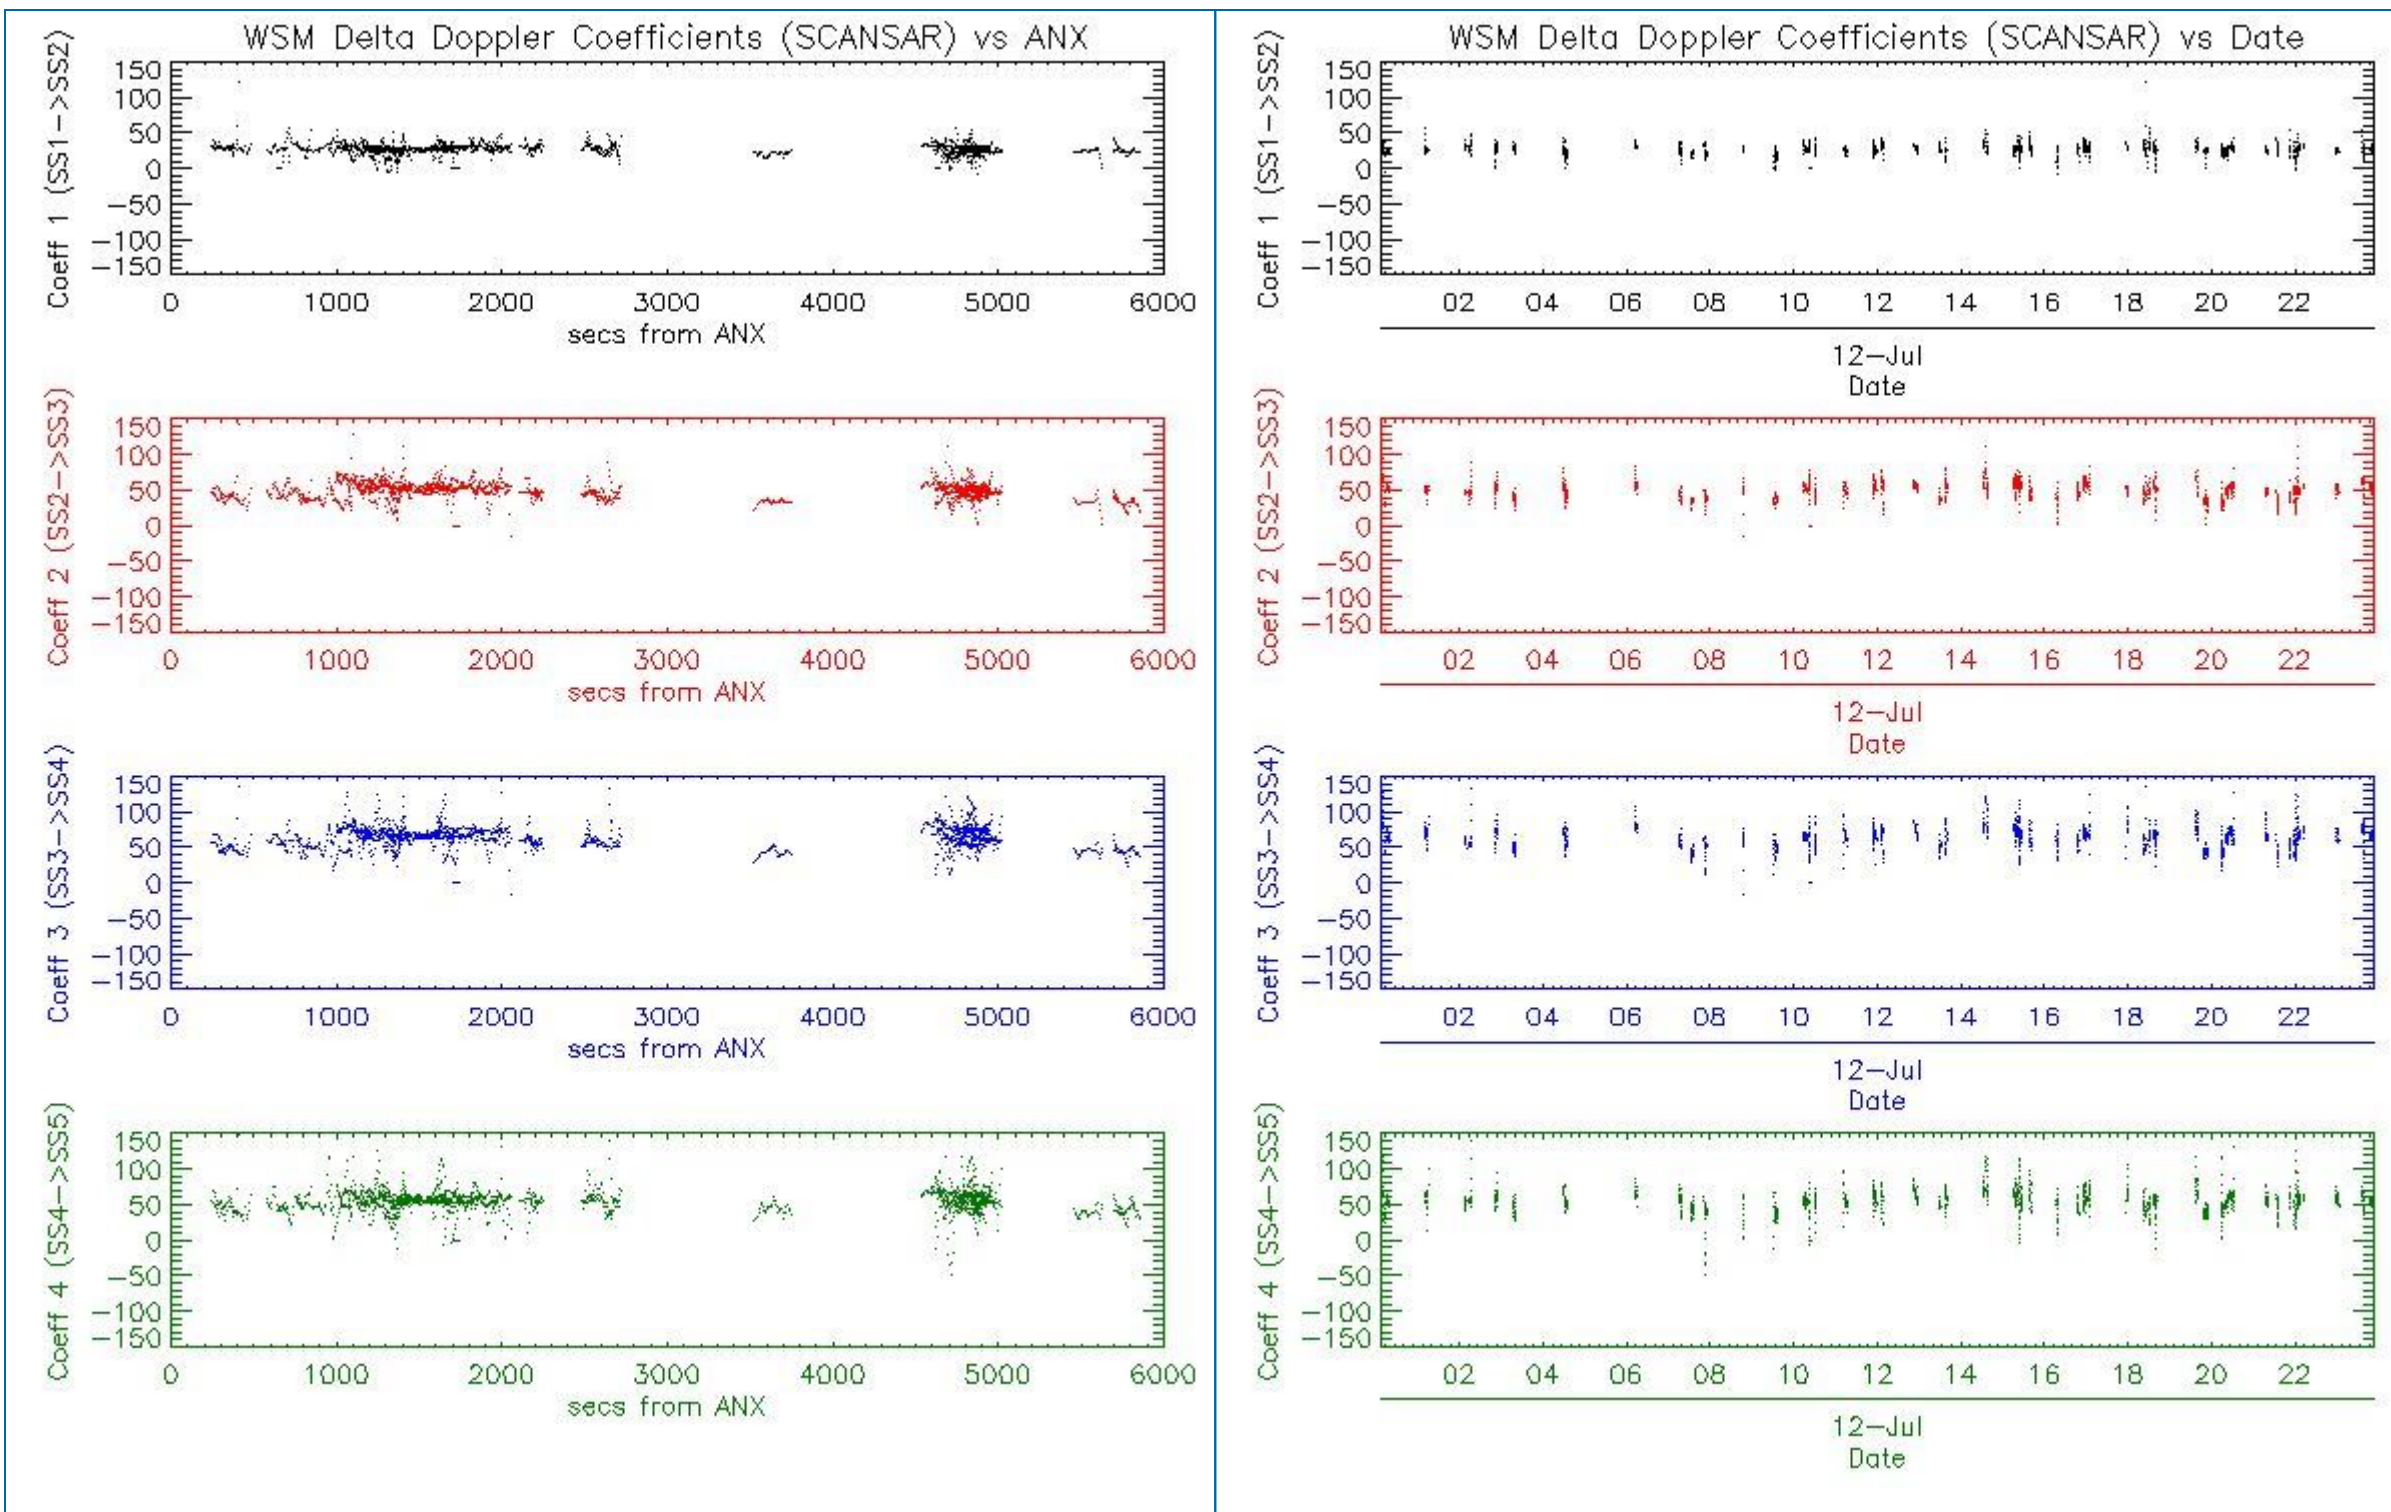 WSM Delta Doppler Coefficients (SCANSAR) vs ANX
Coeff 1 (SS1->SS2)
150
100
50
0
-50
-100
-150
0 1000 2000 3000 4000 5000 6000
secs from ANX
Coeff 2 (SS2->SS3)
150
100
50
0
-50
-100
-150
0 1000 2000 3000 4000 5000 6000
secs from ANX
Coeff 3 (SS3->SS4)
150
100
50
0
-50
-100
-150
0 1000 2000 3000 4000 5000 6000
secs from ANX
Coeff 4 (SS4->SS5)
150
100
50
0
-50
-100
-150
0 1000 2000 3000 4000 5000 6000
secs from ANX
WSM Delta Doppler Coefficients (SCANSAR) vs Date
Coeff 1 (SS1->SS2)
150
100
50
0
-50
-100
-150
02 04 06 08 10 12 14 16 18 20 22
12-Jul
Date
Coeff 2 (SS2->SS3)
150
100
50
0
-50
-100
-150
02 04 06 08 10 12 14 16 18 20 22
12-Jul
Date
Coeff 3 (SS3->SS4)
150
100
50
0
-50
-100
-150
02 04 06 08 10 12 14 16 18 20 22
12-Jul
Date
Coeff 4 (SS4->SS5)
150
100
50
0
-50
-100
-150
02 04 06 08 10 12 14 16 18 20 22
12-Jul
Date